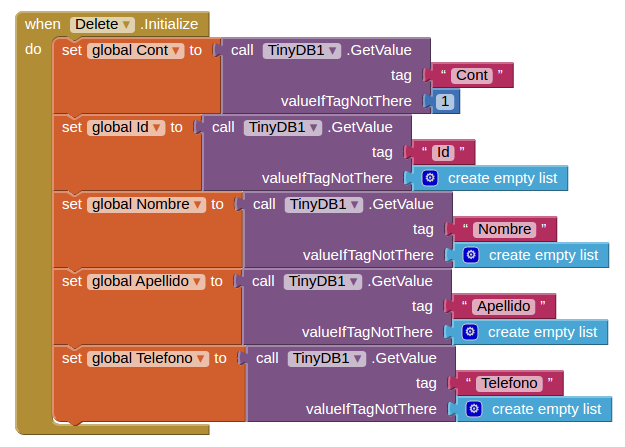 when Delete .Initialize
do set global Cont to call TinyDB1 .GetValue
tag “ Cont ”
valueIfTagNotThere 1
set global Id to call TinyDB1 .GetValue
tag “ Id ”
valueIfTagNotThere create empty list
set global Nombre to call TinyDB1 .GetValue
tag “ Nombre ”
valueIfTagNotThere create empty list
set global Apellido to call TinyDB1 .GetValue
tag “ Apellido ”
valueIfTagNotThere create empty list
set global Telefono to call TinyDB1 .GetValue
tag “ Telefono ”
valueIfTagNotThere create empty list